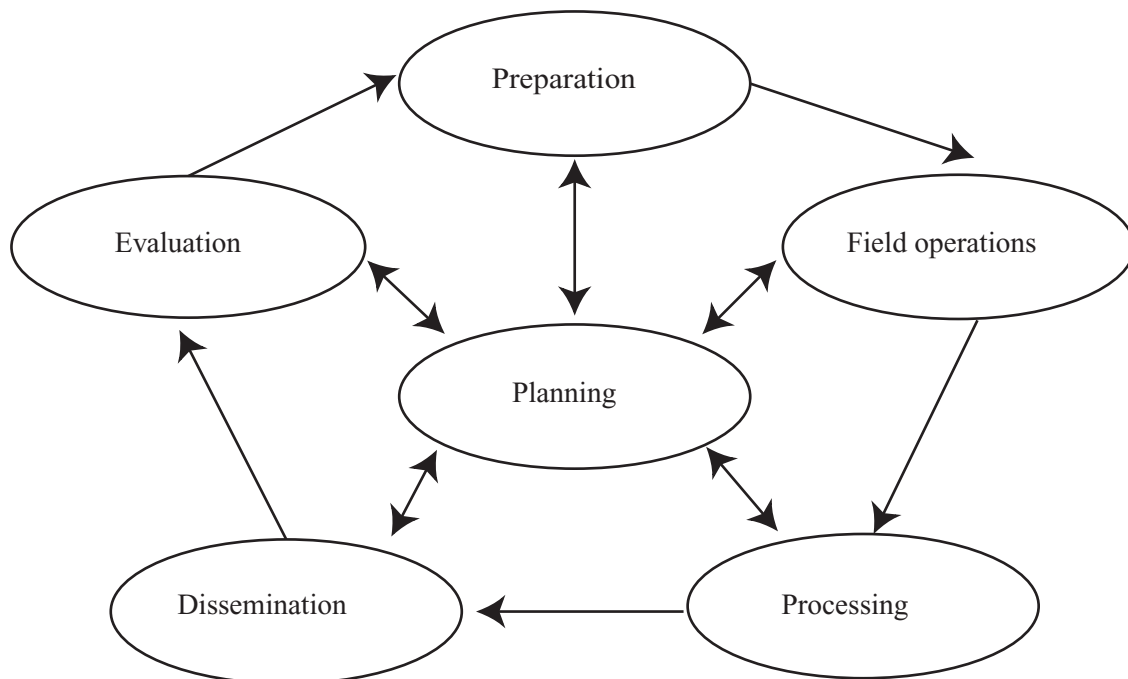 Preparation
Evaluation
Field operations
Planning
Dissemination
Processing